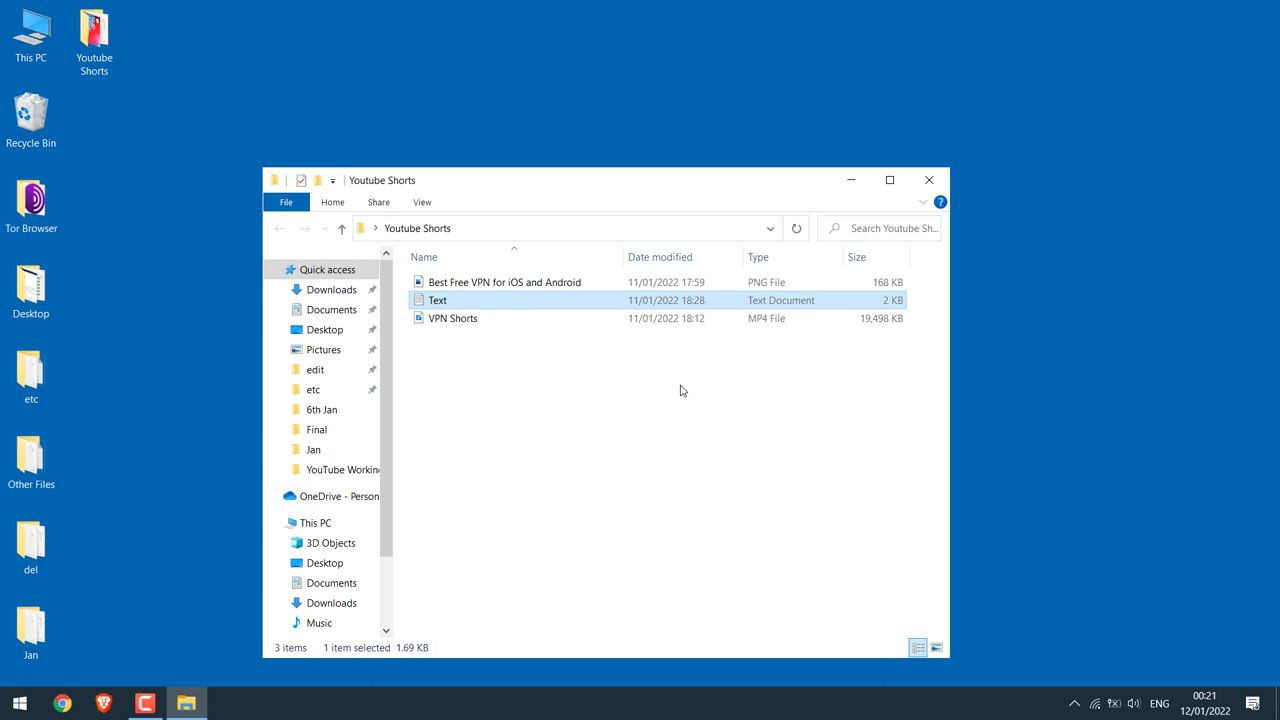 This PC
Youtube Shorts
Recycle Bin
Tor Browser
Desktop
etc
Other Files
del
Jan
Youtube Shorts
File Home Share View
Youtube Shorts
Search Youtube Sh...
Name Date modified Type Size
Best Free VPN for iOS and Android 11/01/2022 17:59 PNG File 168 KB
Text 11/01/2022 18:28 Text Document 2 KB
VPN Shorts 11/01/2022 18:12 MP4 File 19,498 KB
Quick access
Downloads
Documents
Desktop
Pictures
edit
etc
6th Jan
Final
Jan
YouTube Workin
OneDrive - Person
This PC
3D Objects
Desktop
Documents
Downloads
Music
3 items 1 item selected 1.69 KB
ENG
00:21
12/01/2022